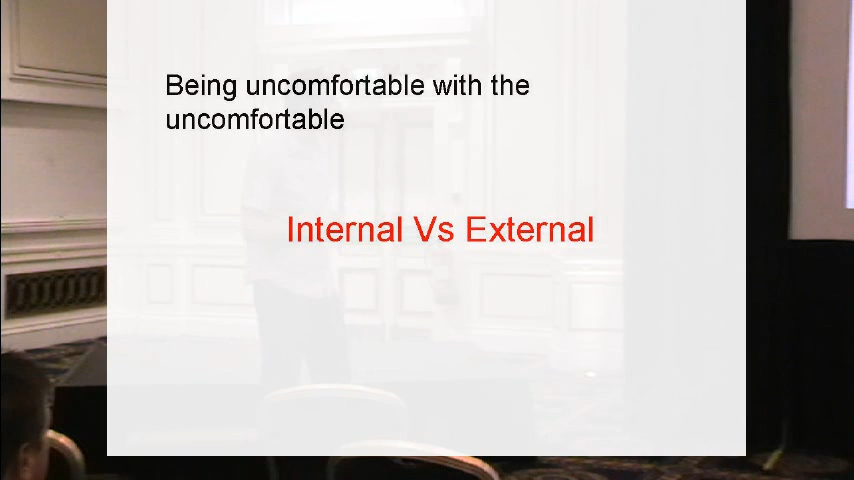 Being uncomfortable with the
uncomfortable
Internal Vs External